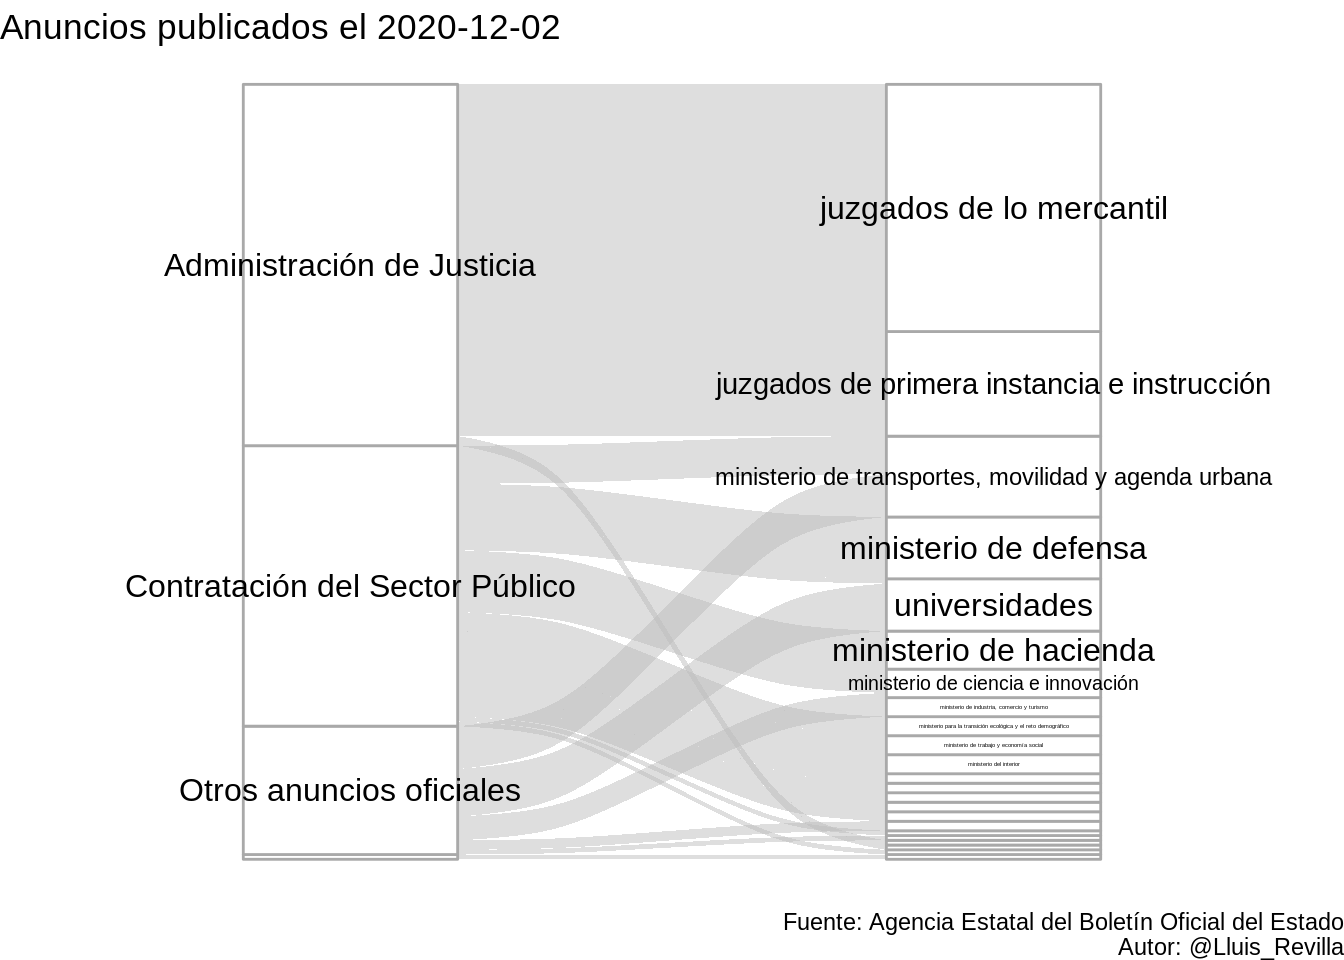 Anuncios publicados el 2020-12-02
juzgados de lo mercantil
Administración de Justicia
juzgados de primera instancia e instrucción
ministerio de transportes, movilidad y agenda urbana
ministerio de defensa
Contratación del Sector Público
universidades
ministerio de hacienda
ministerio de ciencia e innovación
ministerio de industria, comercio y turismo
ministerio para la transición ecológica y el reto demográfico
ministerio de trabajo y economía social
ministerio del interior
Otros anuncios oficiales
Fuente: Agencia Estatal del Boletín Oficial del Estado
Autor: @Lluis_Revilla